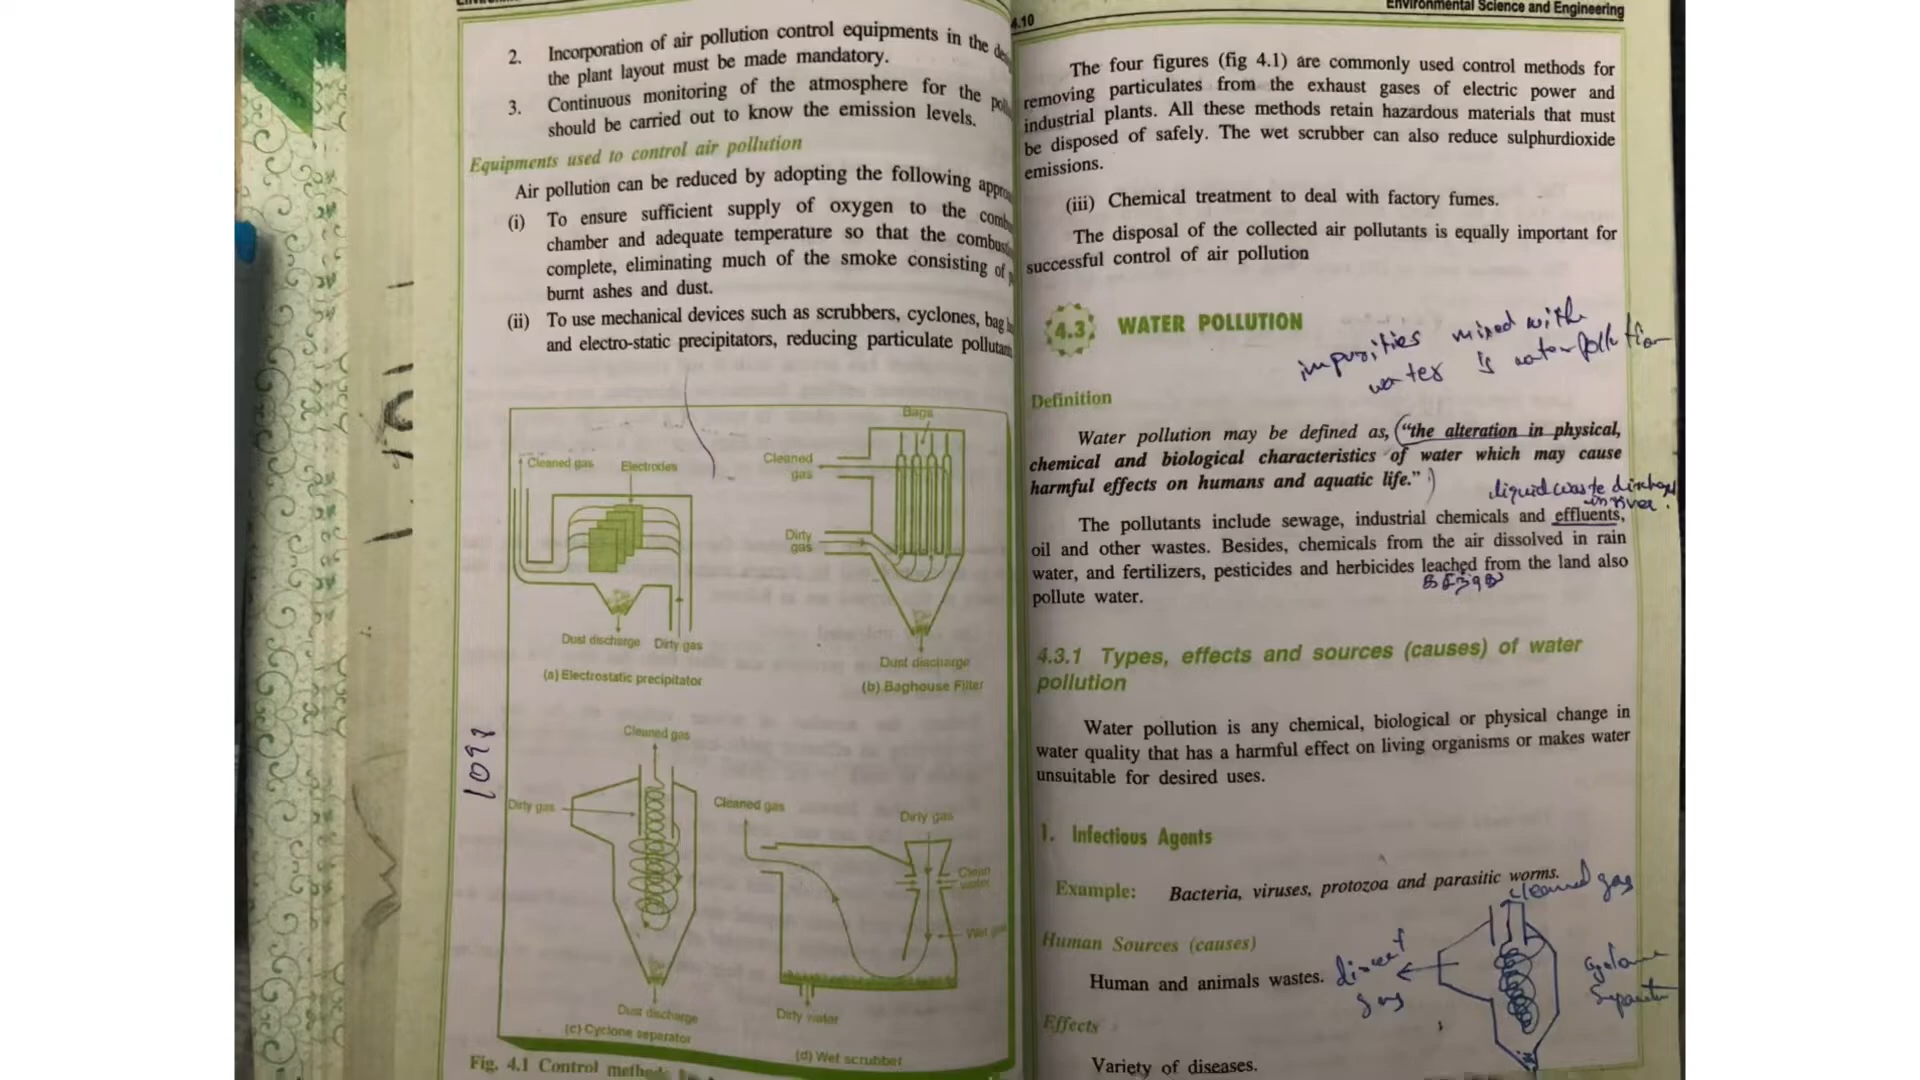 2. Incorporation of air pollution control equipments in the
the plant layout must be made mandatory.
3. Continuous monitoring of the atmosphere for the
should be carried out to know the emission levels.
Equipments used to control air pollution
Air pollution can be reduced by adopting the following
(i) To ensure sufficient supply of oxygen to the
chamber and adequate temperature so that the
complete, eliminating much of the smoke consisting of
burnt ashes and dust.
(ii) To use mechanical devices such as scrubbers, cyclones, bag
and electro-static precipitators, reducing particulate
Cleaned gas
Electrodes
Dust discharge
Dirty gas
(a) Electrostatic precipitator
Bags
Cleaned
gas
Dirty
gas
Dust discharge
(b) Baghouse Filter
1091
Cleaned gas
Dirty gas
Dust discharge
(c) Cyclone separator
Cleaned gas
Dirty gas
Clean
water
Wet
Dirty water
(d) Wet scrubber
Fig. 4.1 Control
4.10
Environmental Science and Engineering
The four figures (fig 4.1) are commonly used control methods for
removing particulates from the exhaust gases of electric power and
industrial plants. All these methods retain hazardous materials that must
be disposed of safely. The wet scrubber can also reduce sulphurdioxide
emissions.
(iii) Chemical treatment to deal with factory fumes.
The disposal of the collected air pollutants is equally important for
successful control of air pollution
4.3 WATER POLLUTION
impurities mixed with
water is water pollution
Definition
Water pollution may be defined as, “the alteration in physical,
chemical and biological characteristics of water which may cause
harmful effects on humans and aquatic life.”
liquid waste
in river.
The pollutants include sewage, industrial chemicals and effluents,
oil and other wastes. Besides, chemicals from the air dissolved in rain
water, and fertilizers, pesticides and herbicides leached from the land also
pollute water.
4.3.1 Types, effects and sources (causes) of water
pollution
Water pollution is any chemical, biological or physical change in
water quality that has a harmful effect on living organisms or makes water
unsuitable for desired uses.
1. Infectious Agents
Example: Bacteria, viruses, protozoa and parasitic worms.
cleaned gas
Human Sources (causes)
Human and animals wastes.
gas
cyclone
Effects
Variety of diseases.